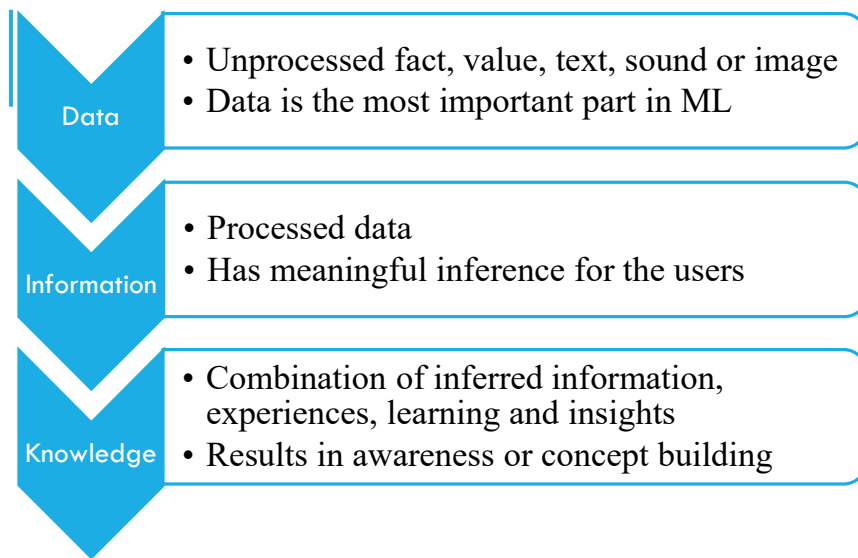 Data
• Unprocessed fact, value, text, sound or image
• Data is the most important part in ML
Information
• Processed data
• Has meaningful inference for the users
Knowledge
• Combination of inferred information,
experiences, learning and insights
• Results in awareness or concept building